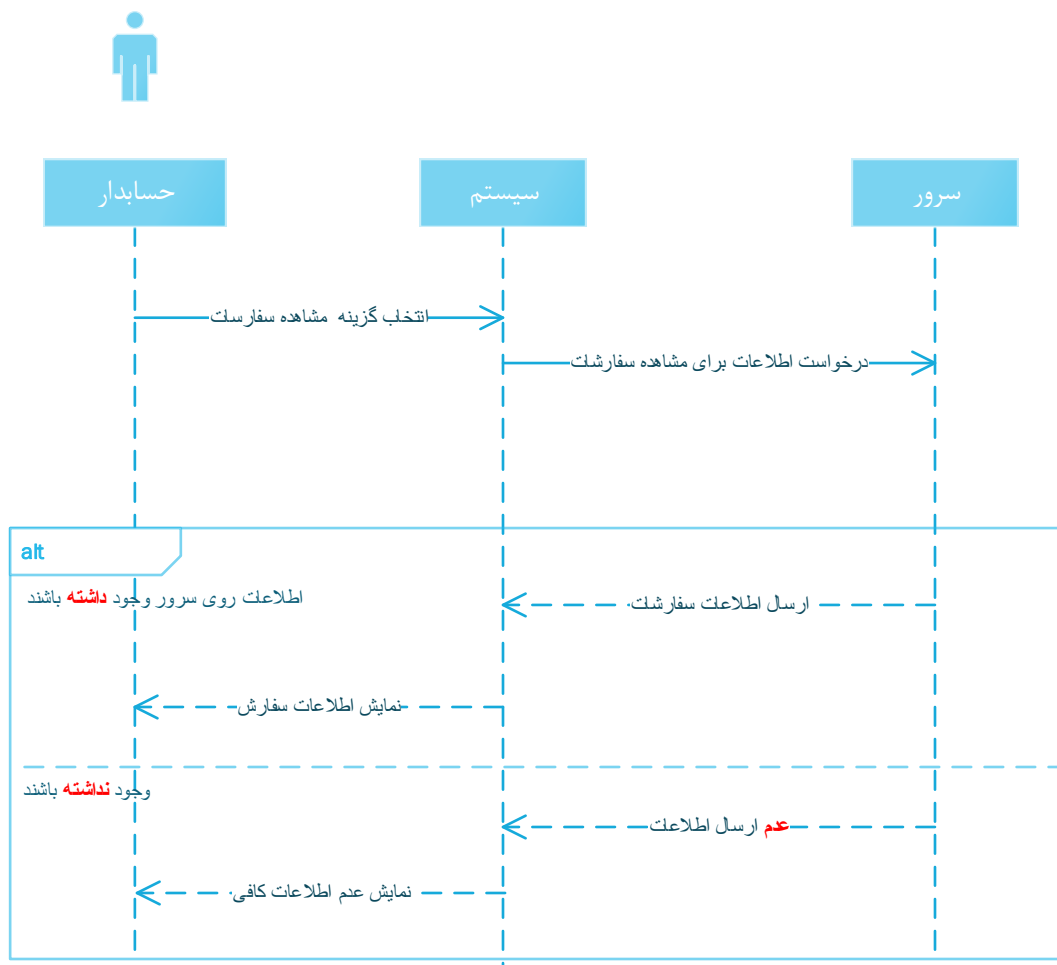 حسابدار
سیستم
سرور
انتخاب گزینه مشاهده سفارسات
درخواست اطلاعات برای مشاهده سفارشات
alt
اطلاعات روی سرور وجود داشته باشند
ارسال اطلاعات سفارشات
نمایش اطلاعات سفارش
وجود نداشته باشند
عدم ارسال اطلاعات
نمایش عدم اطلاعات کافی